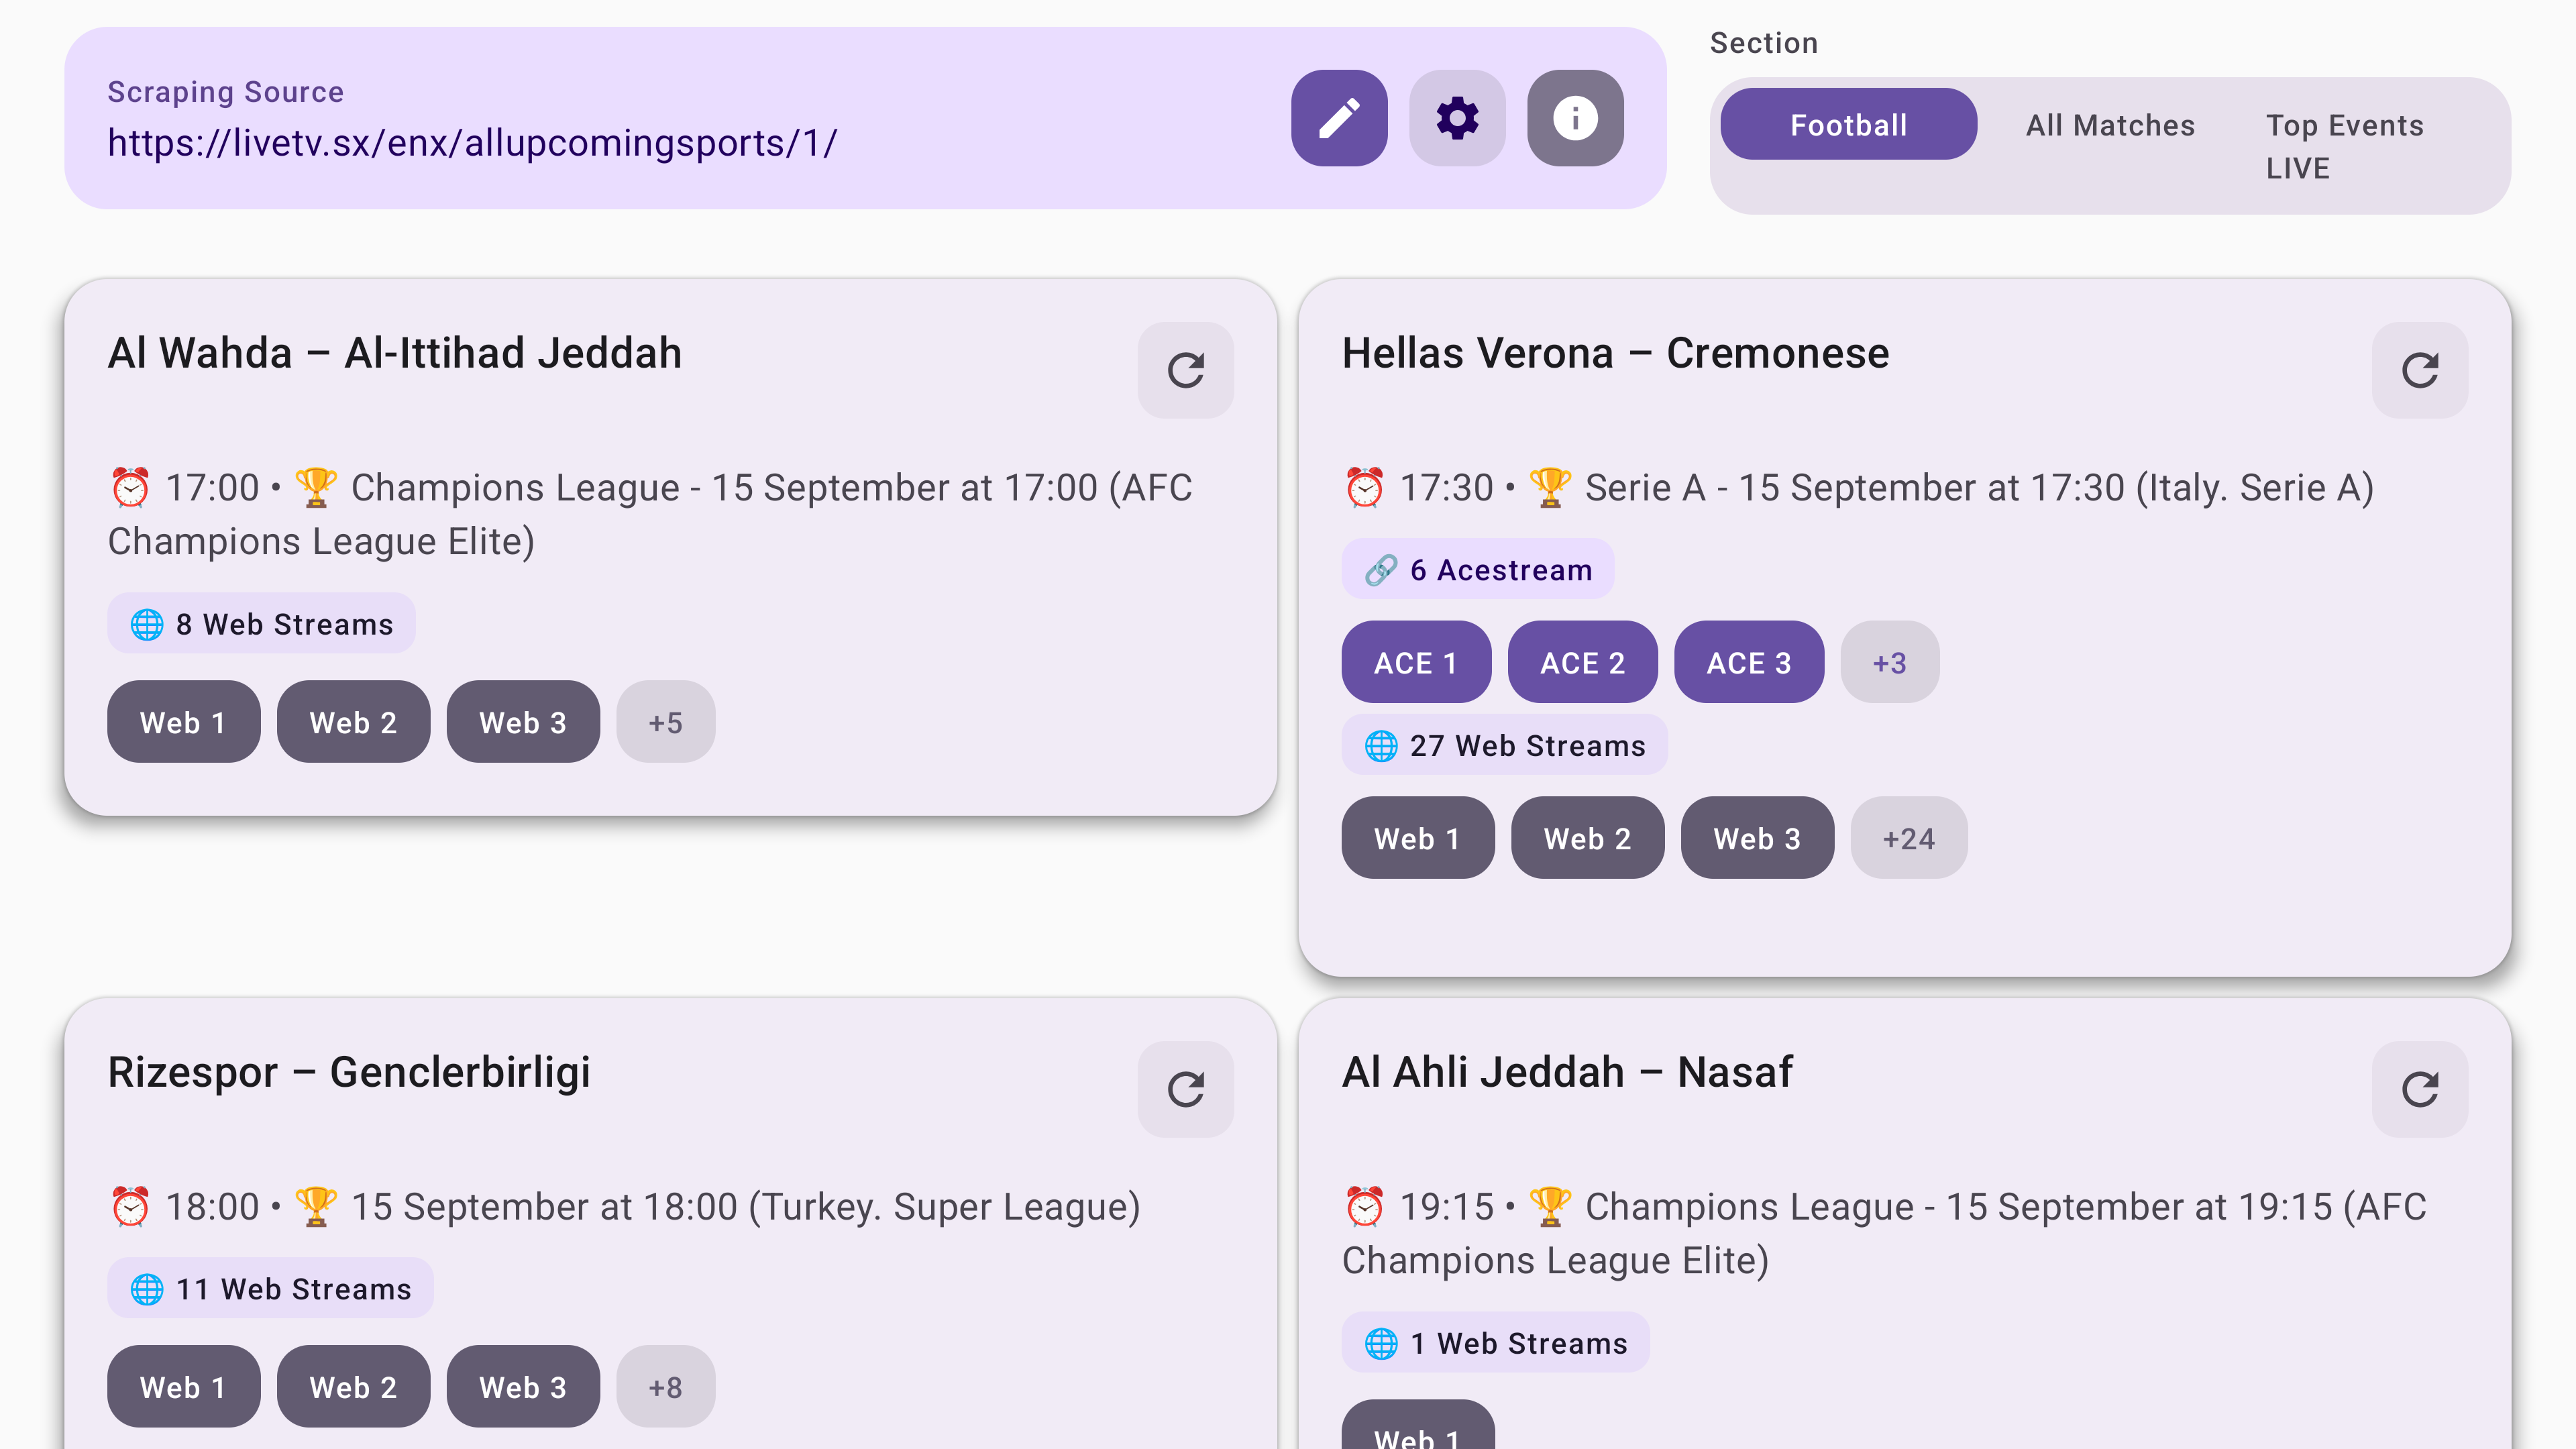 Scraping Source
https://livetv.sx/enx/allupcomingsports/1/
Section
Football
All Matches
Top Events
LIVE
Al Wahda – Al-Ittihad Jeddah
⏰ 17:00 • 🏆 Champions League - 15 September at 17:00 (AFC
Champions League Elite)
🌐 8 Web Streams
Web 1
Web 2
Web 3
+5
Hellas Verona – Cremonese
⏰ 17:30 • 🏆 Serie A - 15 September at 17:30 (Italy. Serie A)
🔗 6 Acestream
ACE 1
ACE 2
ACE 3
+3
🌐 27 Web Streams
Web 1
Web 2
Web 3
+24
Rizespor – Genclerbirligi
⏰ 18:00 • 🏆 15 September at 18:00 (Turkey. Super League)
🌐 11 Web Streams
Web 1
Web 2
Web 3
+8
Al Ahli Jeddah – Nasaf
⏰ 19:15 • 🏆 Champions League - 15 September at 19:15 (AFC
Champions League Elite)
🌐 1 Web Streams
Web 1